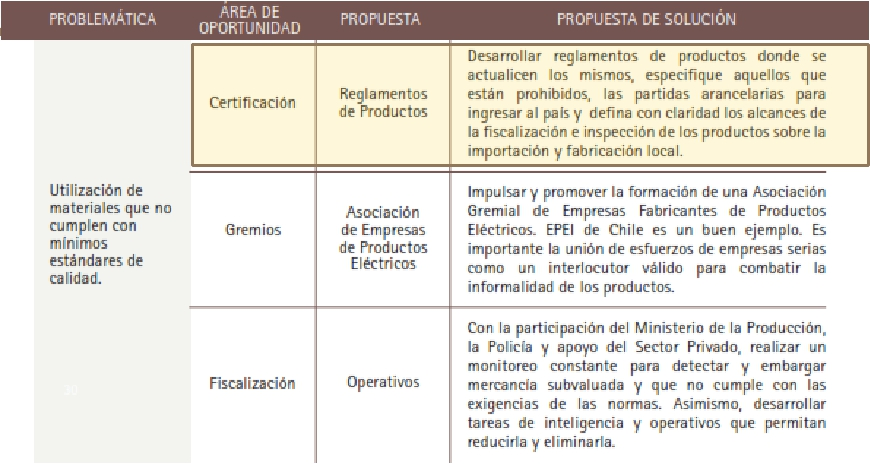 PROBLEMÁTICA
ÁREA DE
OPORTUNIDAD
PROPUESTA
PROPUESTA DE SOLUCIÓN
Utilización de
materiales que no
cumplen con
mínimos
estándares de
calidad.
Certificación
Reglamentos
de Productos
Desarrollar reglamentos de productos donde se
actualicen los mismos, especifique aquellos que
están prohibidos, las partidas arancelarias para
ingresar al país y defina con claridad los alcances de
la fiscalización e inspección de los productos sobre la
importación y fabricación local.
Gremios
Asociación
de Empresas
de Productos
Eléctricos
Impulsar y promover la formación de una Asociación
Gremial de Empresas Fabricantes de Productos
Eléctricos. EPEI de Chile es un buen ejemplo. Es
importante la unión de esfuerzos de empresas serias
como un interlocutor válido para combatir la
informalidad de los productos.
Fiscalización
Operativos
Con la participación del Ministerio de la Producción,
la Policía y apoyo del Sector Privado, realizar un
monitoreo constante para detectar y embargar
mercancía subvaluada y que no cumple con las
exigencias de las normas. Asimismo, desarrollar
tareas de inteligencia y operativos que permitan
reducirla y eliminarla.
30